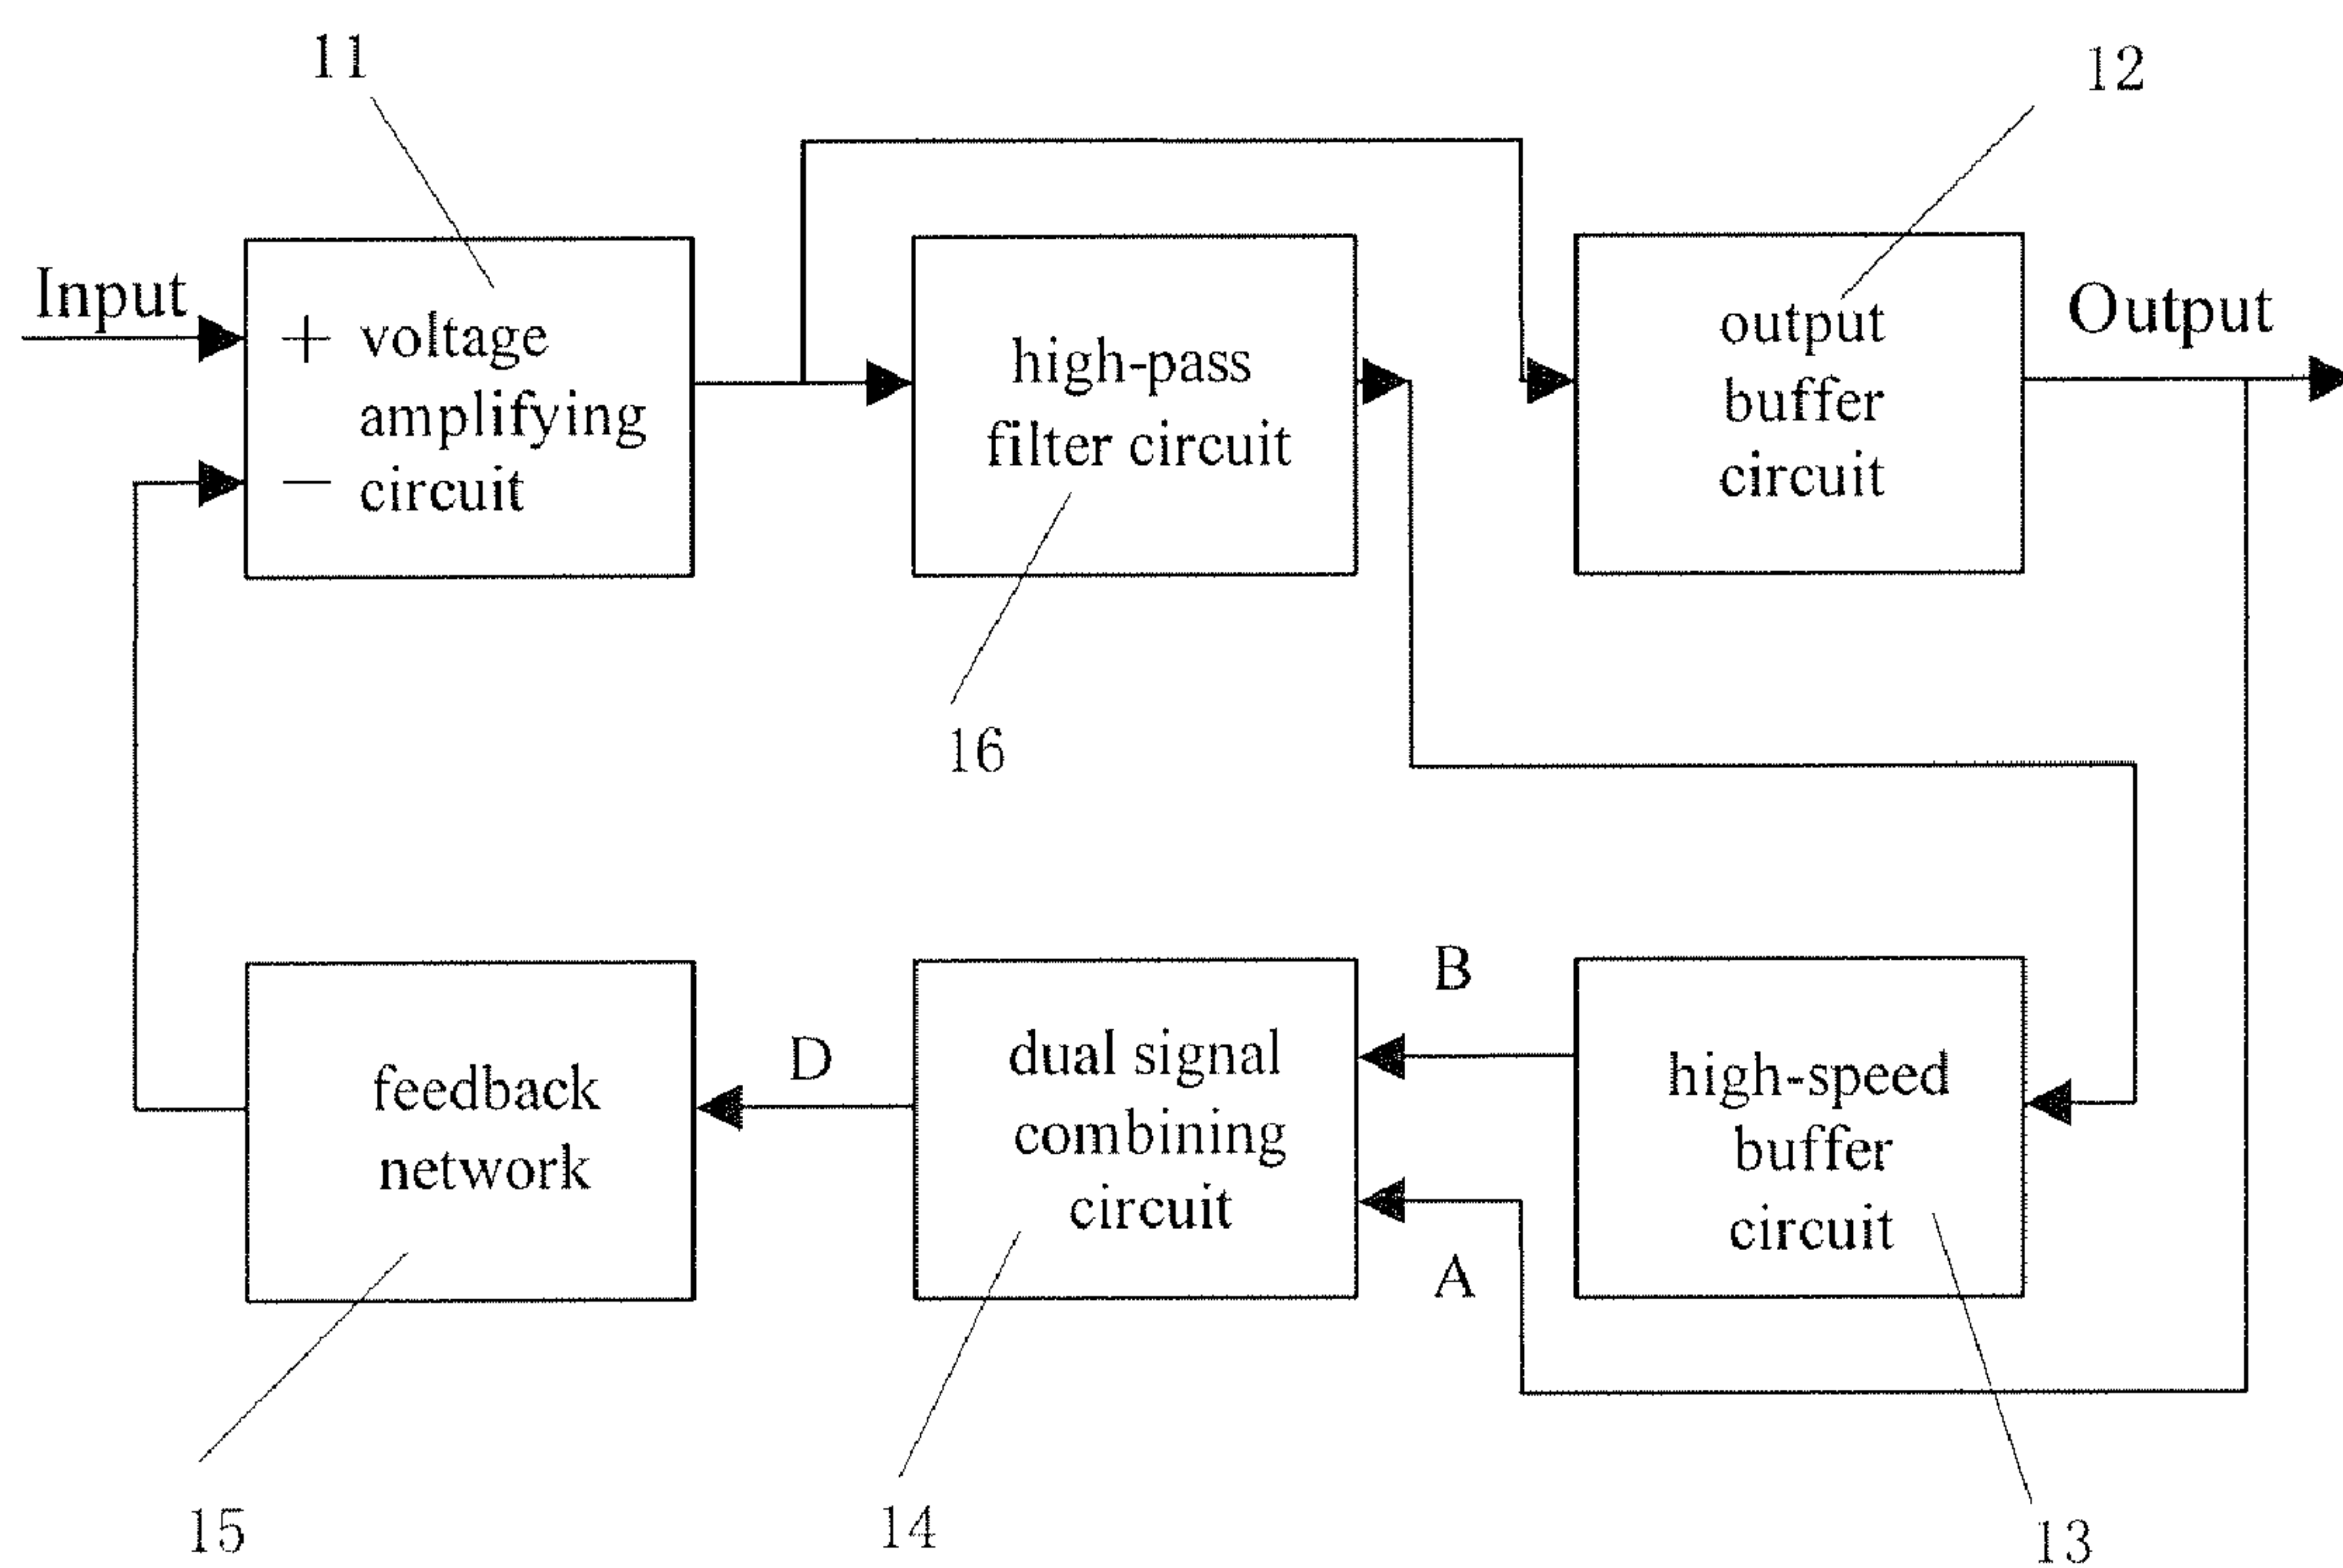 11
12
Input
+ voltage
amplifying
− circuit
high-pass
filter circuit
output
buffer
circuit
Output
16
feedback
network
D
dual signal
combining
circuit
B
A
high-speed
buffer
circuit
15
14
13